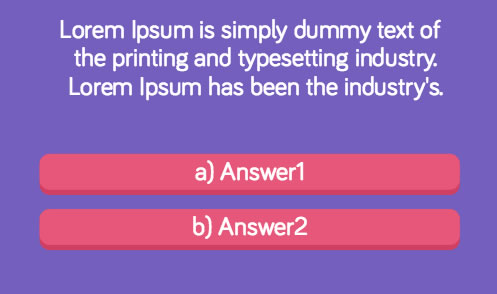 Lorem Ipsum is simply dummy text of
the printing and typesetting industry.
Lorem Ipsum has been the industry's.
a) Answer1
b) Answer2